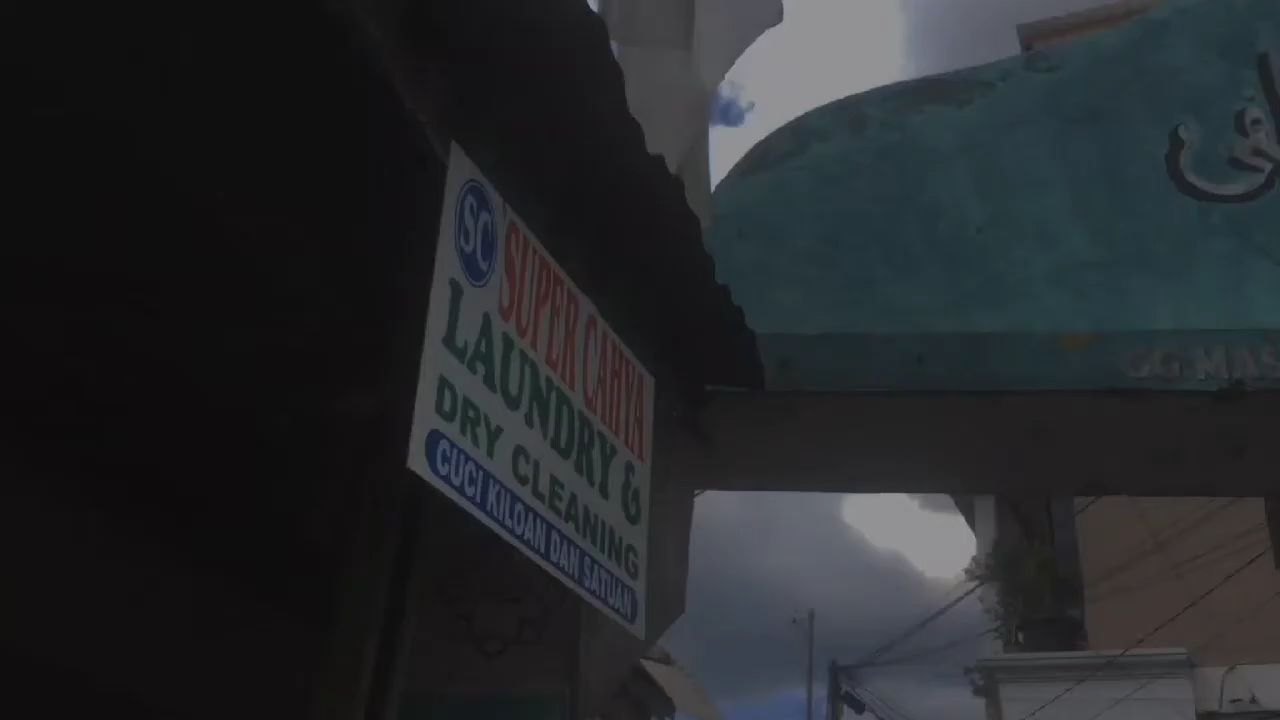 SC
SUPER CAHYA
LAUNDRY &
DRY CLEANING
CUCI KILOAN DAN SATUAN